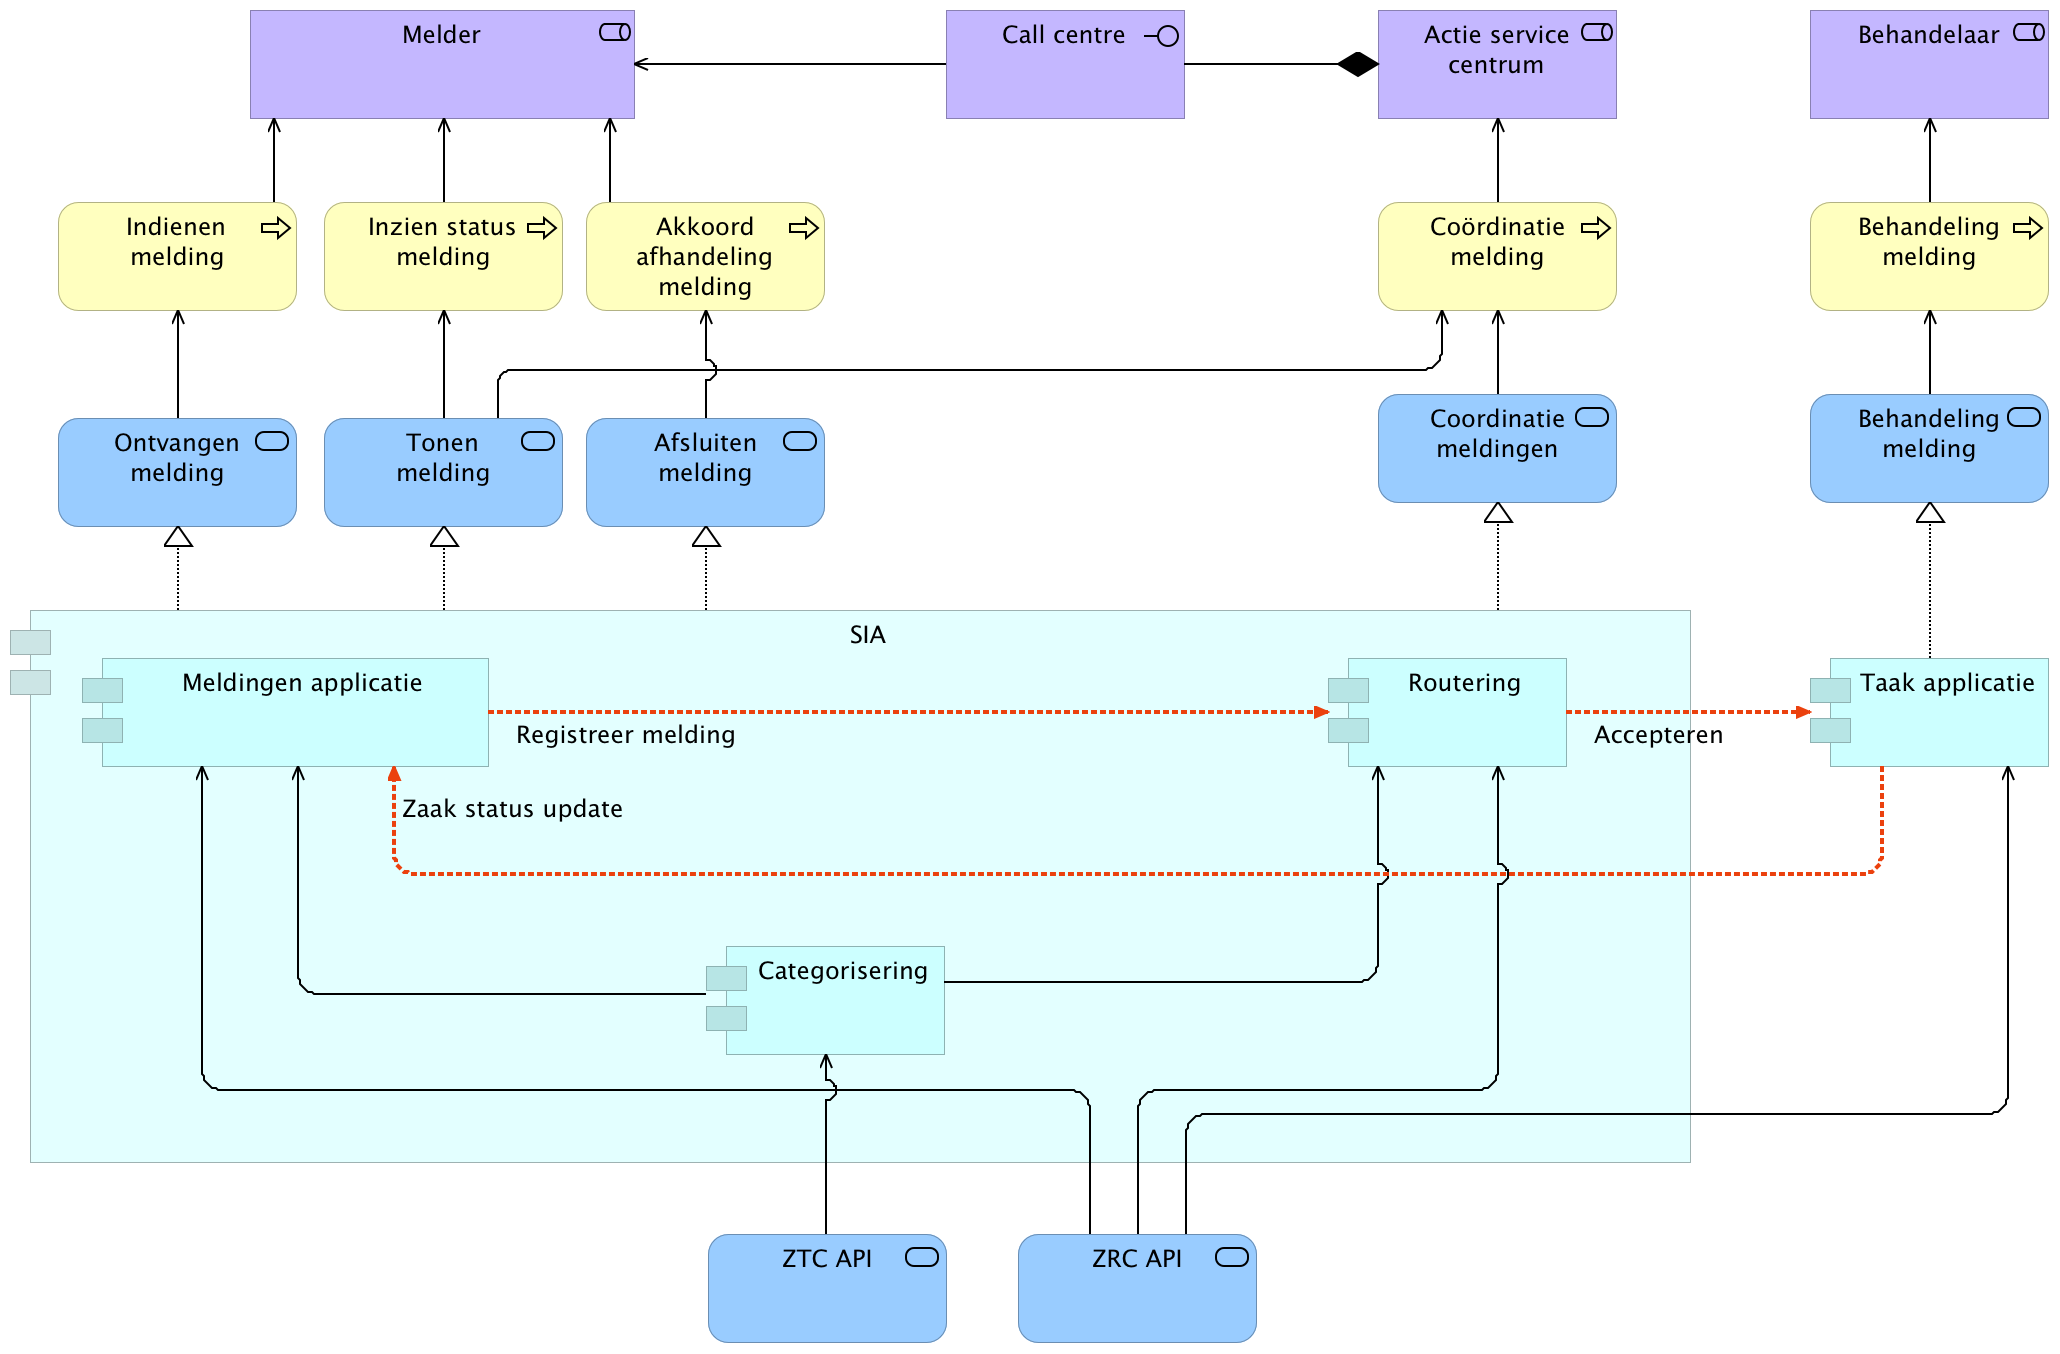 Melder
Call centre
Actie service
centrum
Behandelaar
Indienen
melding
Inzien status
melding
Akkoord
afhandeling
melding
Coördinatie
melding
Behandeling
melding
Ontvangen
melding
Tonen
melding
Afsluiten
melding
Coordinatie
meldingen
Behandeling
melding
SIA
Meldingen applicatie
Routering
Taak applicatie
Registreer melding
Accepteren
Zaak status update
Categorisering
ZTC API
ZRC API